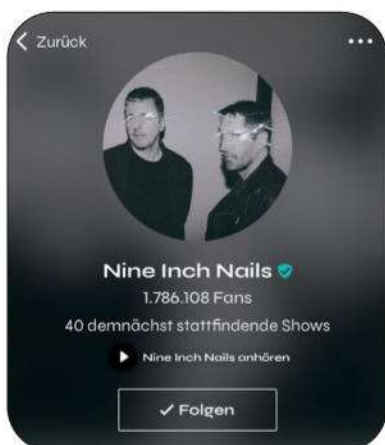 Zurück
Nine Inch Nails
1.786.108 Fans
40 demnächst stattfindende Shows
Nine Inch Nails anhören
Folgen